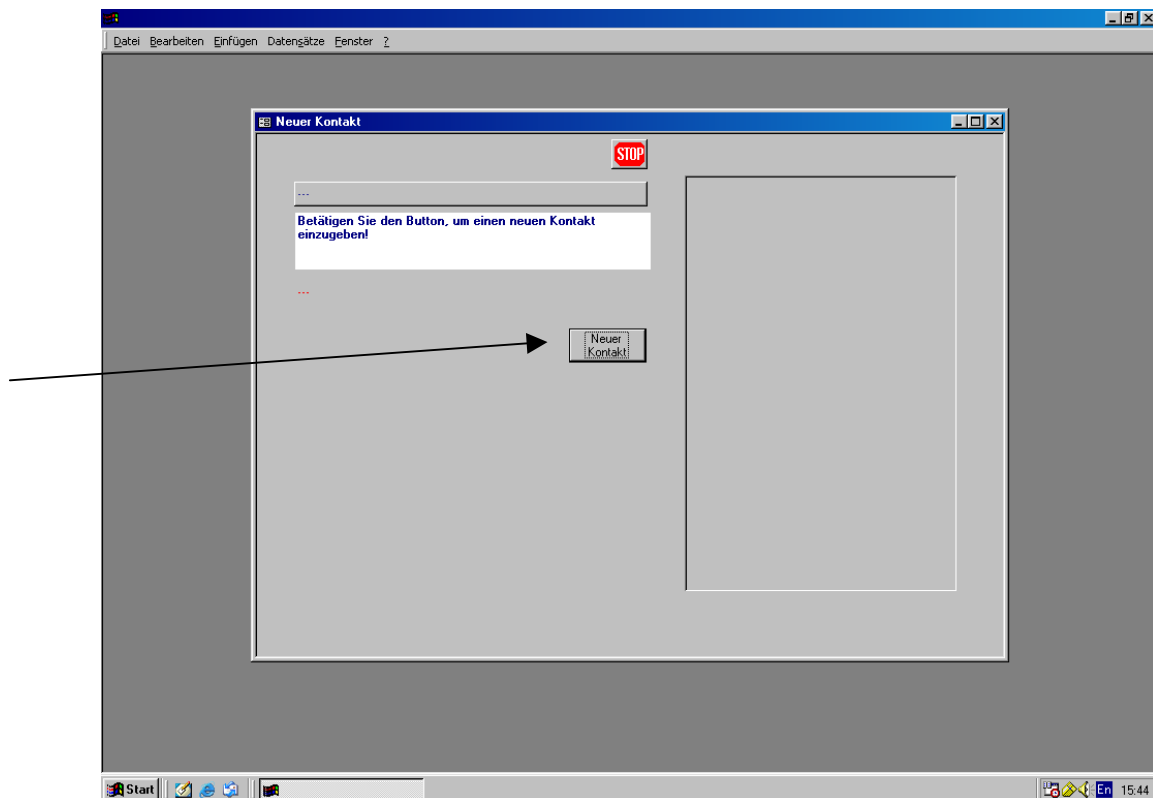 Datei Bearbeiten Einfügen Datensätze Fenster ?
Neuer Kontakt
STOP
---
Betätigen Sie den Button, um einen neuen Kontakt
einzugeben!
---
Neuer
Kontakt
Start
En 15:44